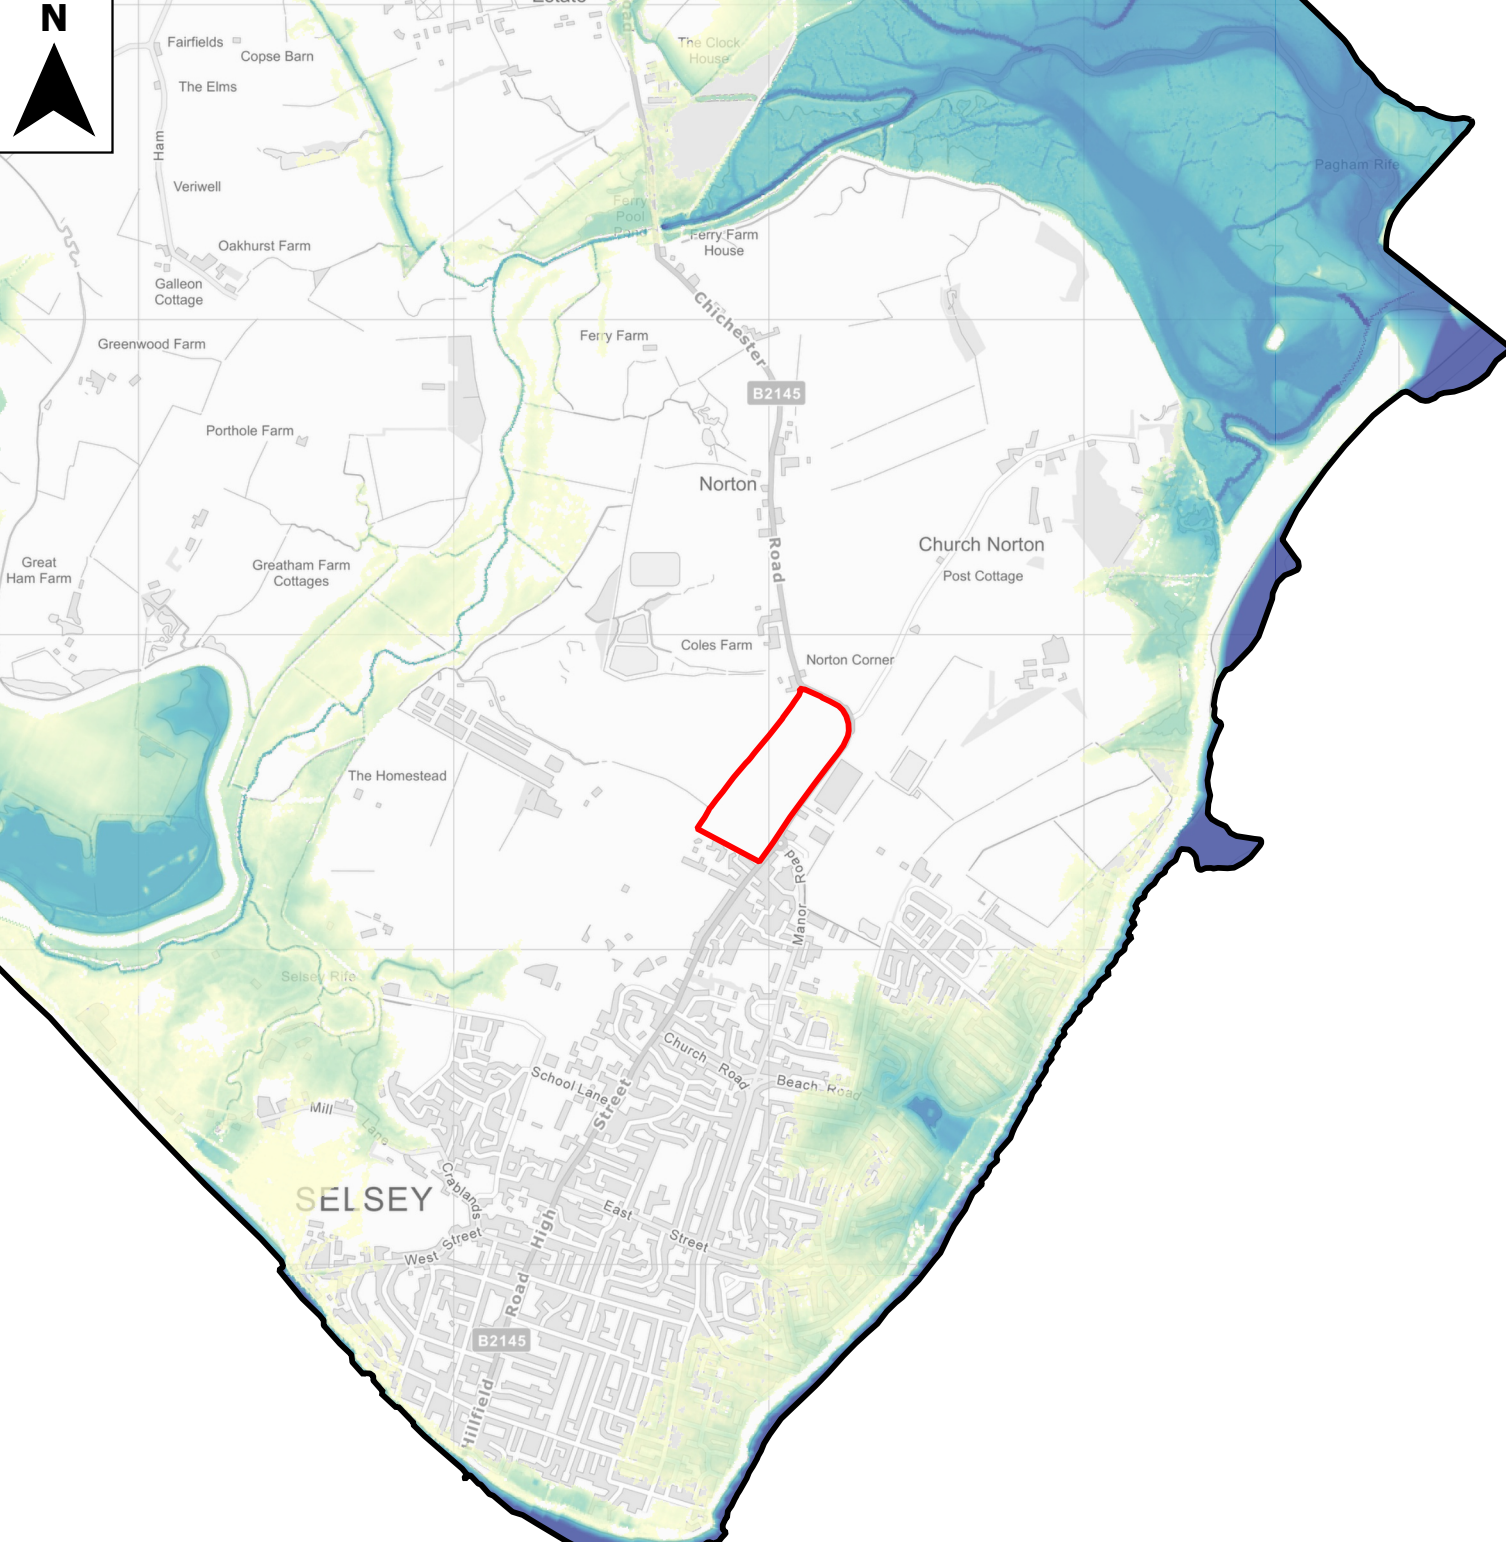 N
Estate
Fairfields
Copse Barn
The Elms
The Clock
House
Ham
Road
Veriwell
Pagham Rife
Ferry
Pool
Pond
Oakhurst Farm
Ferry Farm
House
Galleon
Cottage
Chichester
Greenwood Farm
Ferry Farm
B2145
Porthole Farm
Norton
Road
Church Norton
Great
Ham Farm
Greatham Farm
Cottages
Post Cottage
Coles Farm
Norton Corner
The Homestead
Manor Road
Selsey Rife
Church Road
School Lane
Beach Road
Street
Mill
Lane
SELSEY
Crablands
East
Street
High
West Street
Road
B2145
Hillfield